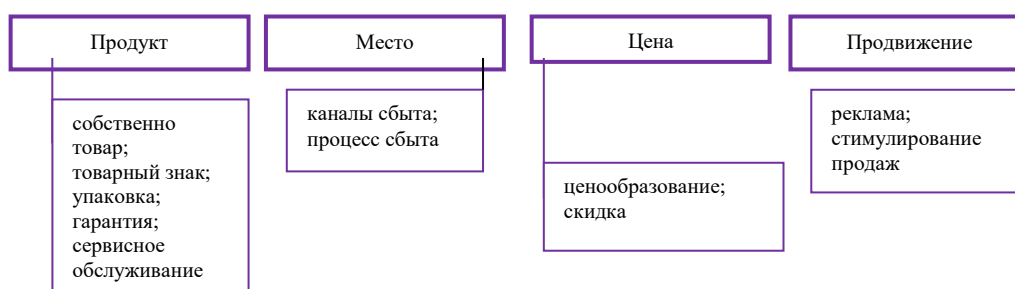 Продукт
собственно
товар;
товарный знак;
упаковка;
гарантия;
сервисное
обслуживание
Место
каналы сбыта;
процесс сбыта
Цена
ценообразование;
скидка
Продвижение
реклама;
стимулирование
продаж